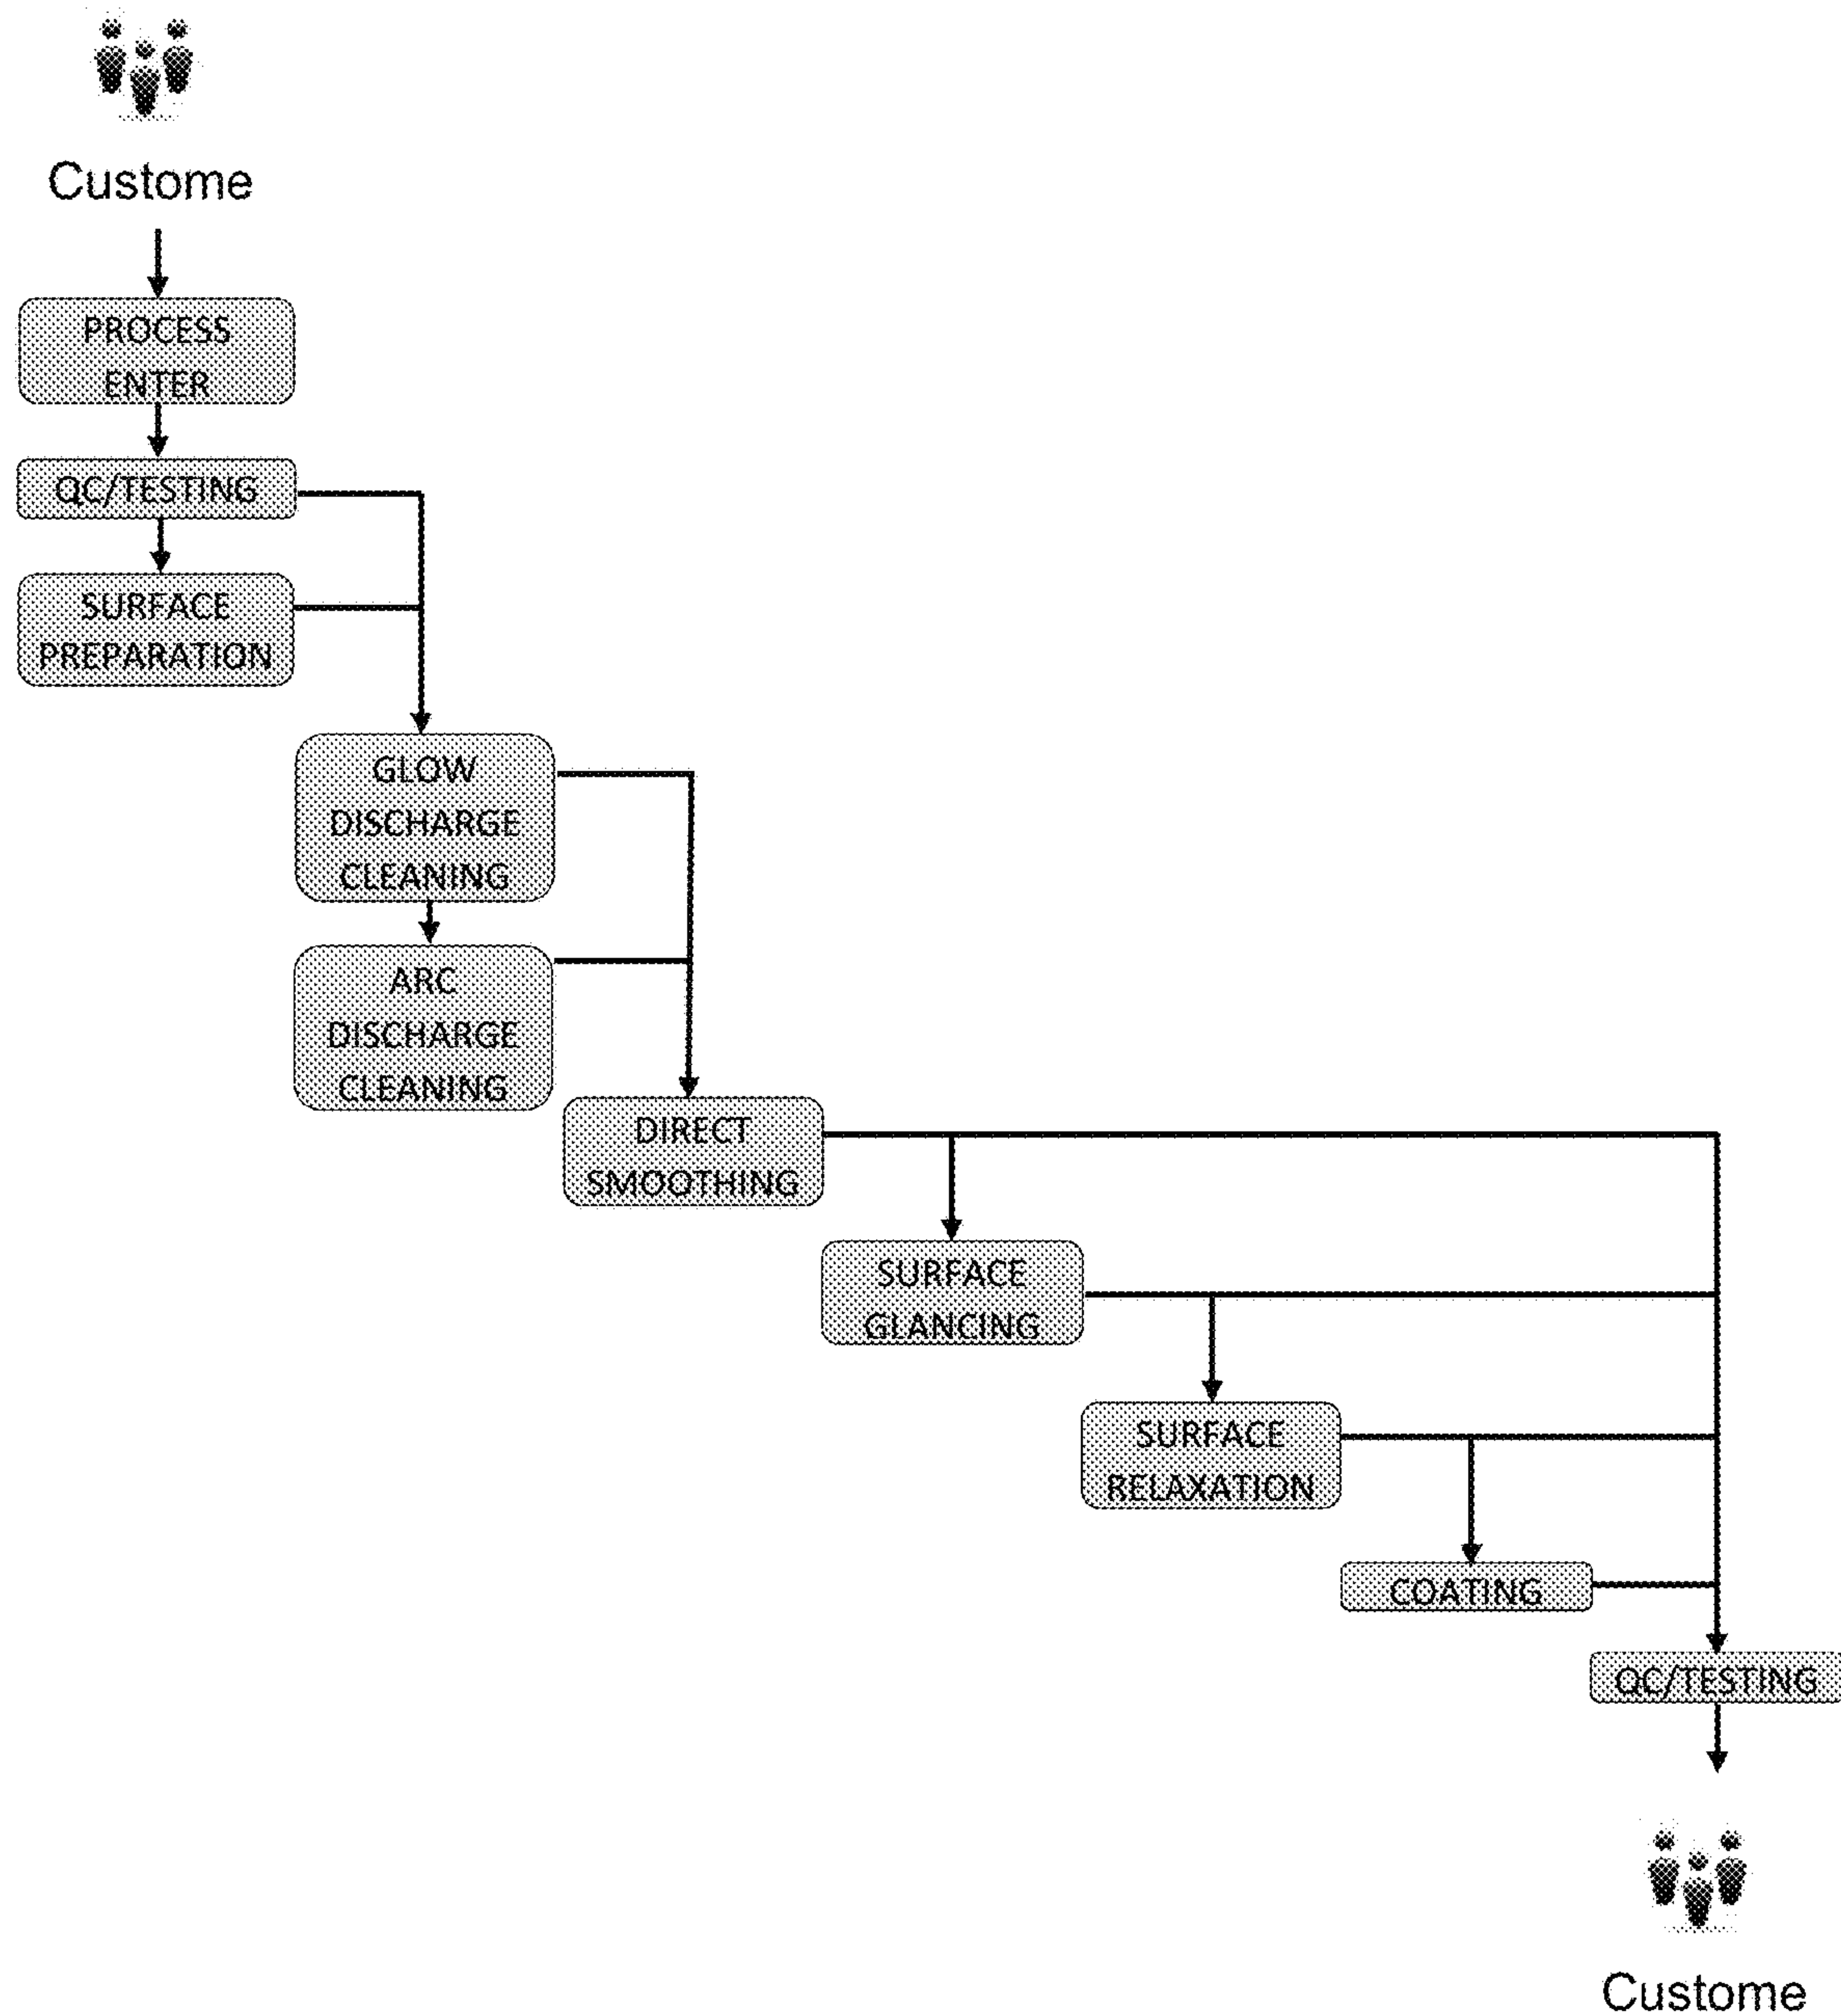 Custome
PROCESS
ENTER
QC/TESTING
SURFACE
PREPARATION
GLOW
DISCHARGE
CLEANING
ARC
DISCHARGE
CLEANING
DIRECT
SMOOTHING
SURFACE
GLANCING
SURFACE
RELAXATION
COATING
QC/TESTING
Custome